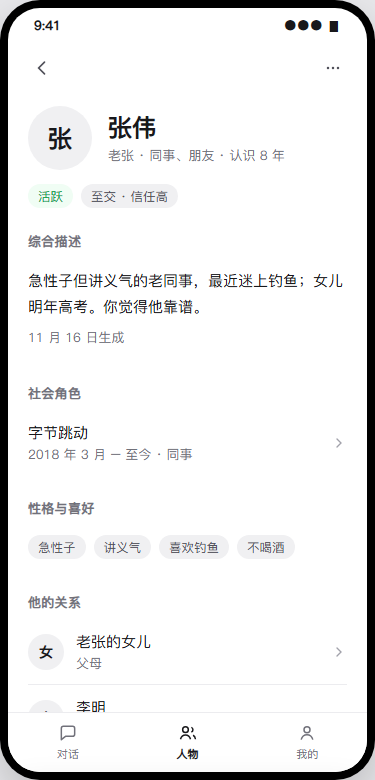 9:41
张
张伟
老张 · 同事、朋友 · 认识 8 年
活跃
至交 · 信任高
综合描述
急性子但讲义气的老同事，最近迷上钓鱼；女儿
明年高考。你觉得他靠谱。
11 月 16 日生成
社会角色
字节跳动
2018 年 3 月 — 至今 · 同事
性格与喜好
急性子
讲义气
喜欢钓鱼
不喝酒
他的关系
女
老张的女儿
父母
李明
对话
人物
我的